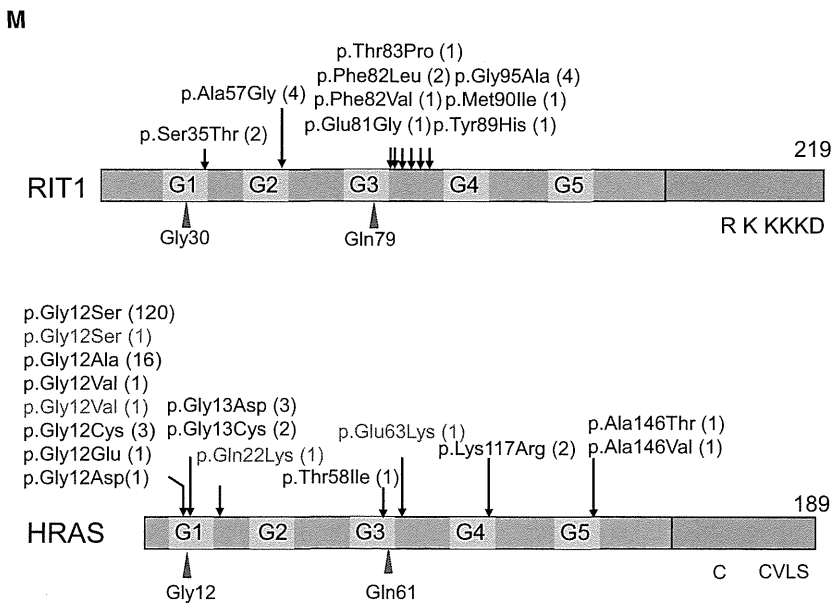 M
p.Thr83Pro (1)
p.Phe82Leu (2) p.Gly95Ala (4)
p.Ala57Gly (4) p.Phe82Val (1) p.Met90Ile (1)
p.Ser35Thr (2) p.Glu81Gly (1) p.Tyr89His (1)
219
RIT1 G1 G2 G3 G4 G5
R K KKKD
Gly30 Gln79
p.Gly12Ser (120)
p.Gly12Ser (1)
p.Gly12Ala (16)
p.Gly12Val (1)
p.Gly12Val (1) p.Gly13Asp (3)
p.Gly12Cys (3) p.Gly13Cys (2) p.Glu63Lys (1) p.Ala146Thr (1)
p.Gly12Glu (1) p.Gln22Lys (1) p.Lys117Arg (2) p.Ala146Val (1)
p.Gly12Asp(1) p.Thr58Ile (1)
189
HRAS G1 G2 G3 G4 G5
C CVLS
Gly12 Gln61